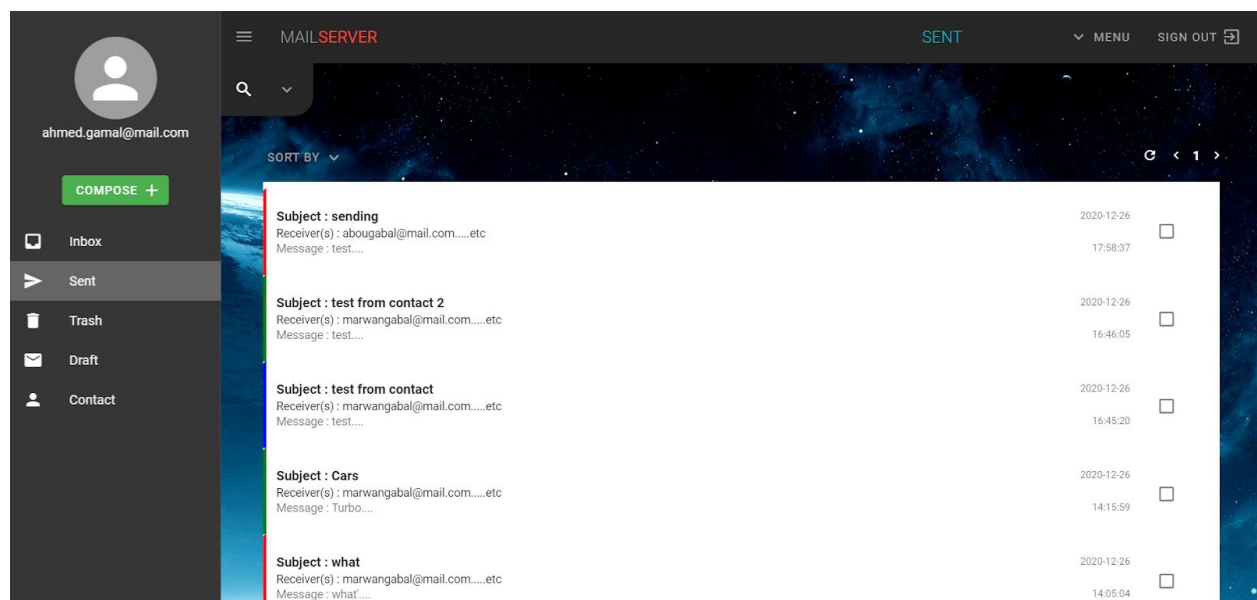 MAILSERVER
SENT
MENU
SIGN OUT
ahmed.gamal@mail.com
COMPOSE +
Inbox
Sent
Trash
Draft
Contact
SORT BY
1
Subject : sending
Receiver(s) : abougabal@mail.com.....etc
Message : test....
2020-12-26
17:58:37
Subject : test from contact 2
Receiver(s) : marwangabal@mail.com.....etc
Message : test....
2020-12-26
16:46:05
Subject : test from contact
Receiver(s) : marwangabal@mail.com.....etc
Message : test....
2020-12-26
16:45:20
Subject : Cars
Receiver(s) : marwangabal@mail.com.....etc
Message : Turbo....
2020-12-26
14:15:59
Subject : what
Receiver(s) : marwangabal@mail.com.....etc
Message : what'....
2020-12-26
14:05:04